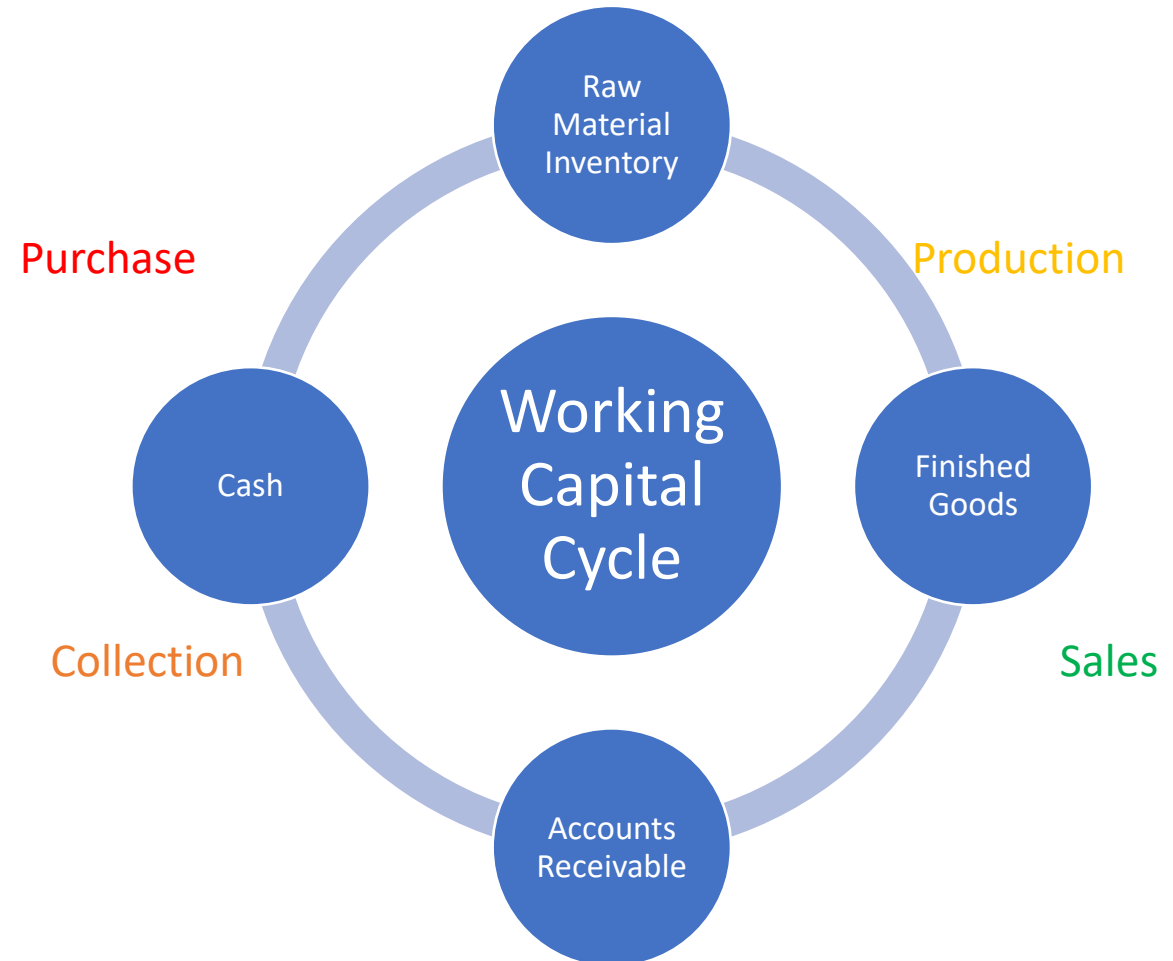 Raw
Material
Inventory
Purchase
Production
Working
Capital
Cycle
Cash
Finished
Goods
Collection
Sales
Accounts
Receivable